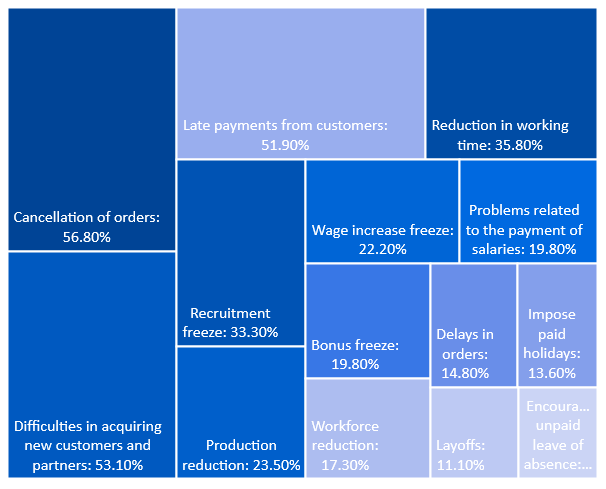 Cancellation of orders:
56.80%
Late payments from customers:
51.90%
Reduction in working
time: 35.80%
Difficulties in acquiring
new customers and
partners: 53.10%
Recruitment
freeze: 33.30%
Production
reduction: 23.50%
Wage increase freeze:
22.20%
Problems related
to the payment of
salaries: 19.80%
Bonus freeze:
19.80%
Delays in
orders:
14.80%
Impose
paid
holidays:
13.60%
Workforce
reduction:
17.30%
Layoffs:
11.10%
Encoura...
unpaid
leave of
absence:...